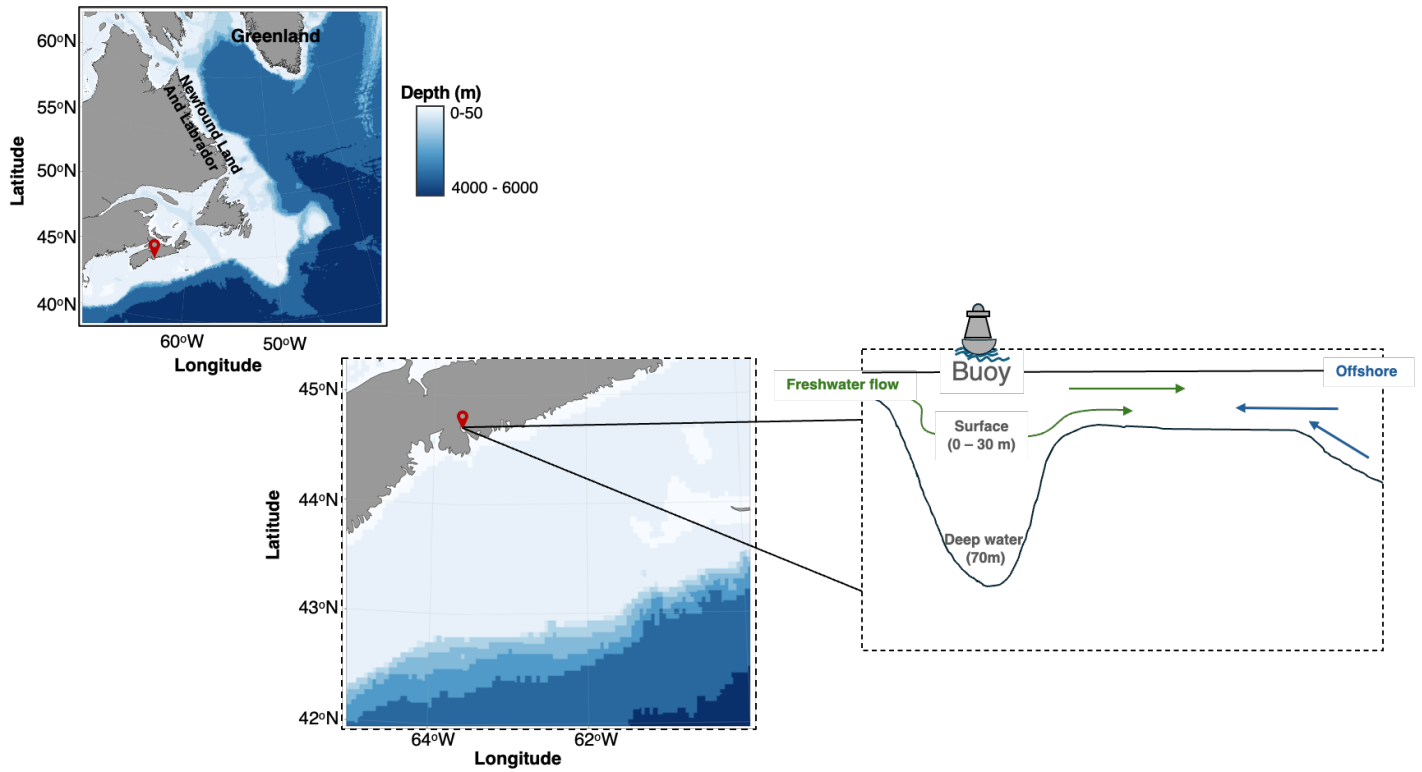 Greenland
Newfound Land
And Labrador
60°N
55°N
50°N
45°N
40°N
Latitude
60°W
50°W
Longitude
Depth (m)
0-50
4000 - 6000
45°N
44°N
43°N
42°N
Latitude
64°W
62°W
Longitude
Buoy
Freshwater flow
Offshore
Surface
(0 – 30 m)
Deep water
(70m)